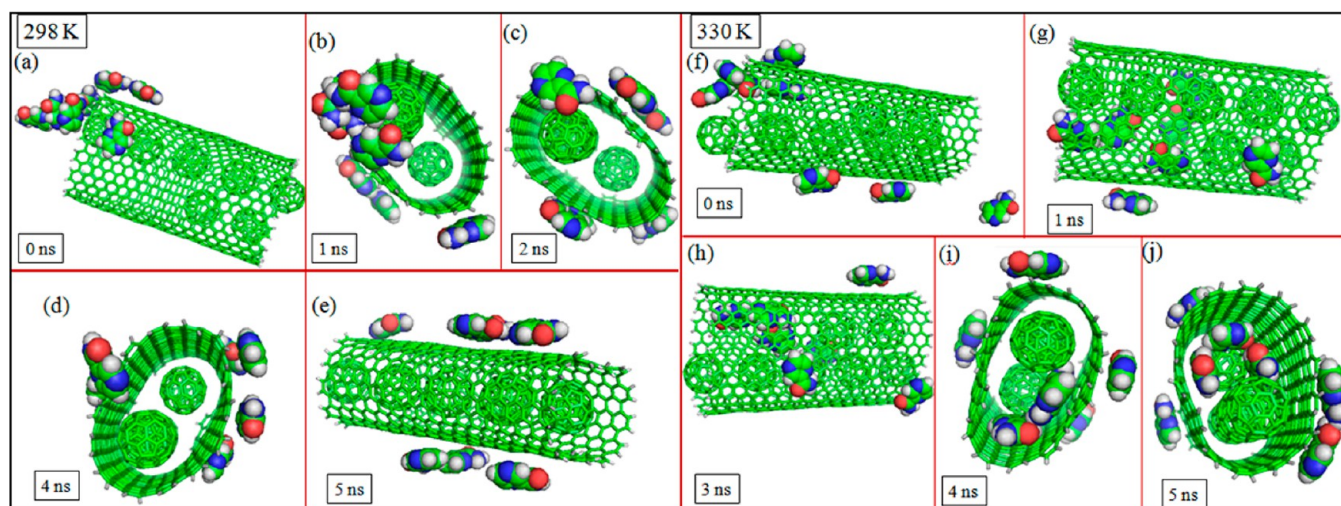 298 K
(a)
0 ns
(b)
1 ns
(c)
2 ns
(d)
4 ns
(e)
5 ns
330 K
(f)
0 ns
(g)
1 ns
(h)
3 ns
(i)
4 ns
(j)
5 ns